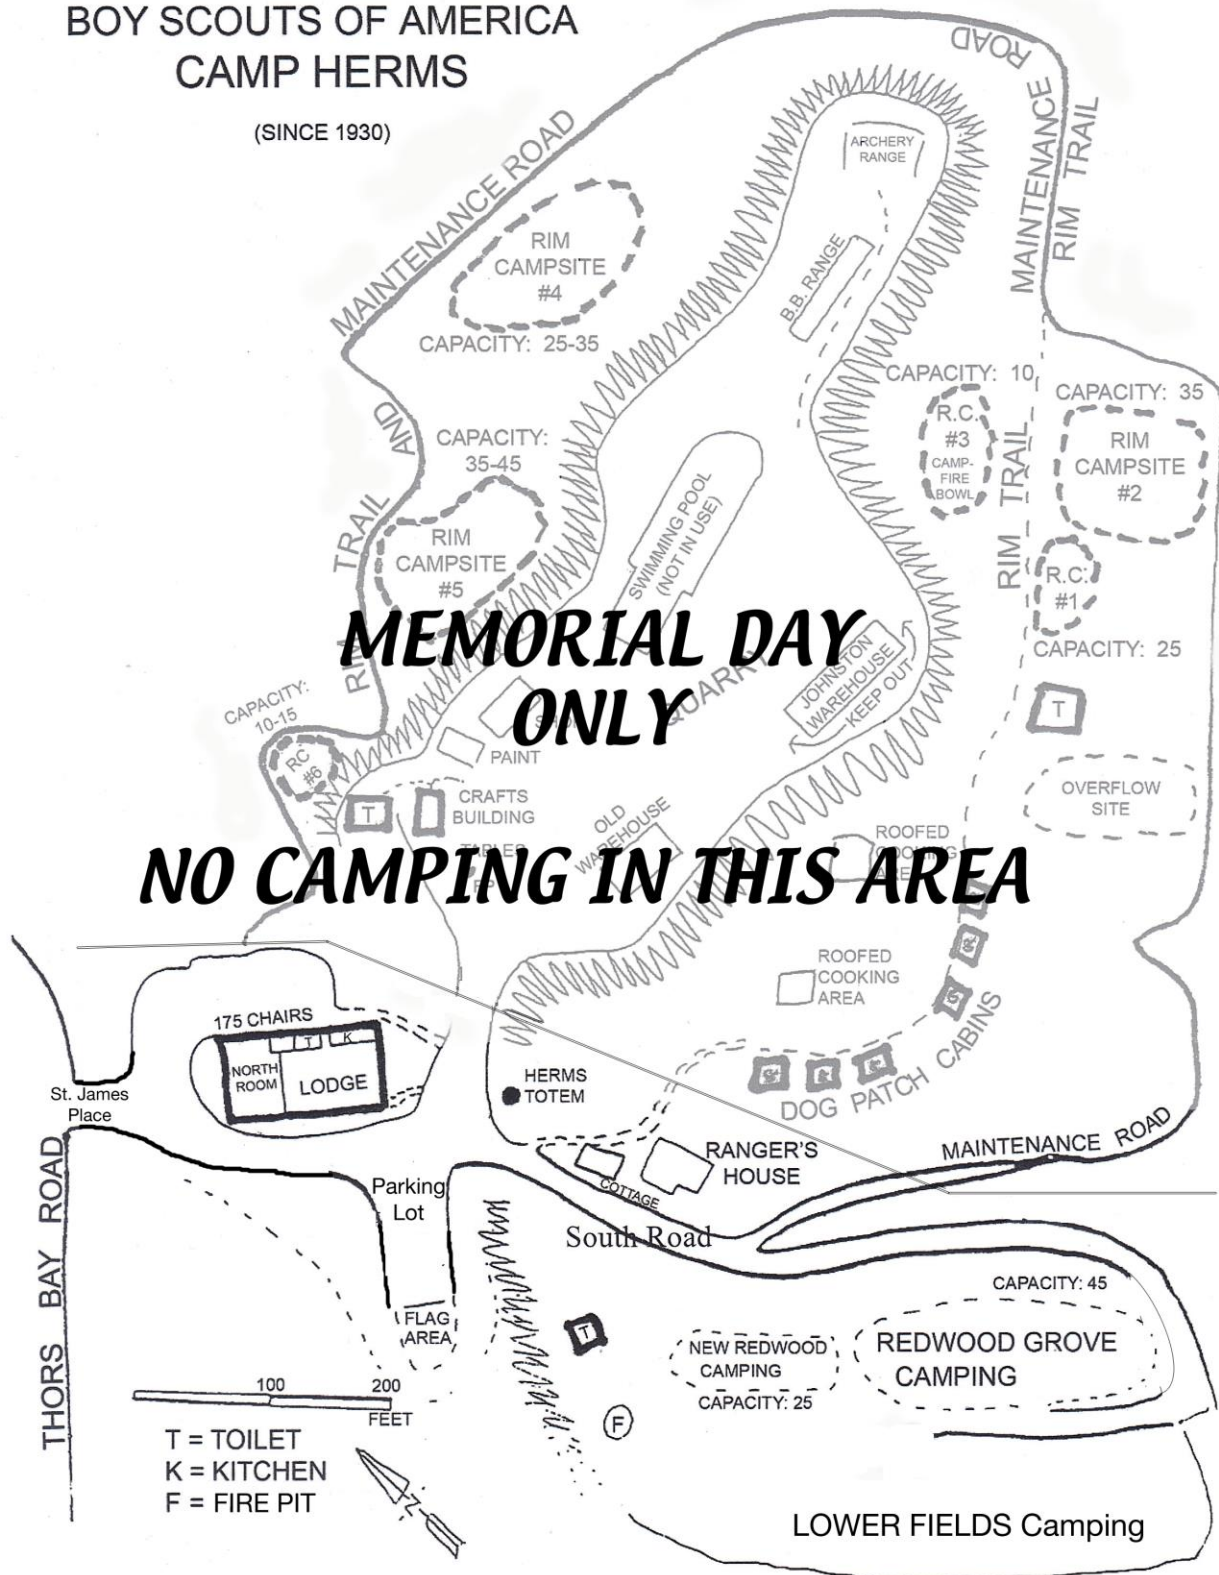 BOY SCOUTS OF AMERICA
CAMP HERMS
(SINCE 1930)
MAINTENANCE ROAD
ROAD
MAINTENANCE
RIM TRAIL
ARCHERY
RANGE
B.B. RANGE
RIM
CAMPSITE
#4
CAPACITY: 25-35
AND
CAPACITY:
35-45
RIM
CAMPSITE
#5
TRAIL
RIM
CAPACITY: 10
R.C.
#3
CAMP-
FIRE
BOWL
RIM TRAIL
CAPACITY: 35
RIM
CAMPSITE
#2
R.C.
#1
CAPACITY: 25
SWIMMING POOL
(NOT IN USE)
MEMORIAL DAY
ONLY
QUARRY
JOHNSTON
WAREHOUSE
KEEP OUT
CAPACITY:
10-15
RC
#6
PAINT
T
T
CRAFTS
BUILDING
OLD
WAREHOUSE
OVERFLOW
SITE
ROOFED
COOKING
AREA
TABLES
NO CAMPING IN THIS AREA
ROOFED
COOKING
AREA
DOG PATCH CABINS
175 CHAIRS
T
K
NORTH
ROOM
LODGE
HERMS
TOTEM
St. James
Place
RANGER'S
HOUSE
COTTAGE
MAINTENANCE ROAD
Parking
Lot
South Road
THORS BAY ROAD
FLAG
AREA
T
CAPACITY: 45
NEW REDWOOD
CAMPING
CAPACITY: 25
REDWOOD GROVE
CAMPING
F
100
200
FEET
T = TOILET
K = KITCHEN
F = FIRE PIT
N
LOWER FIELDS Camping